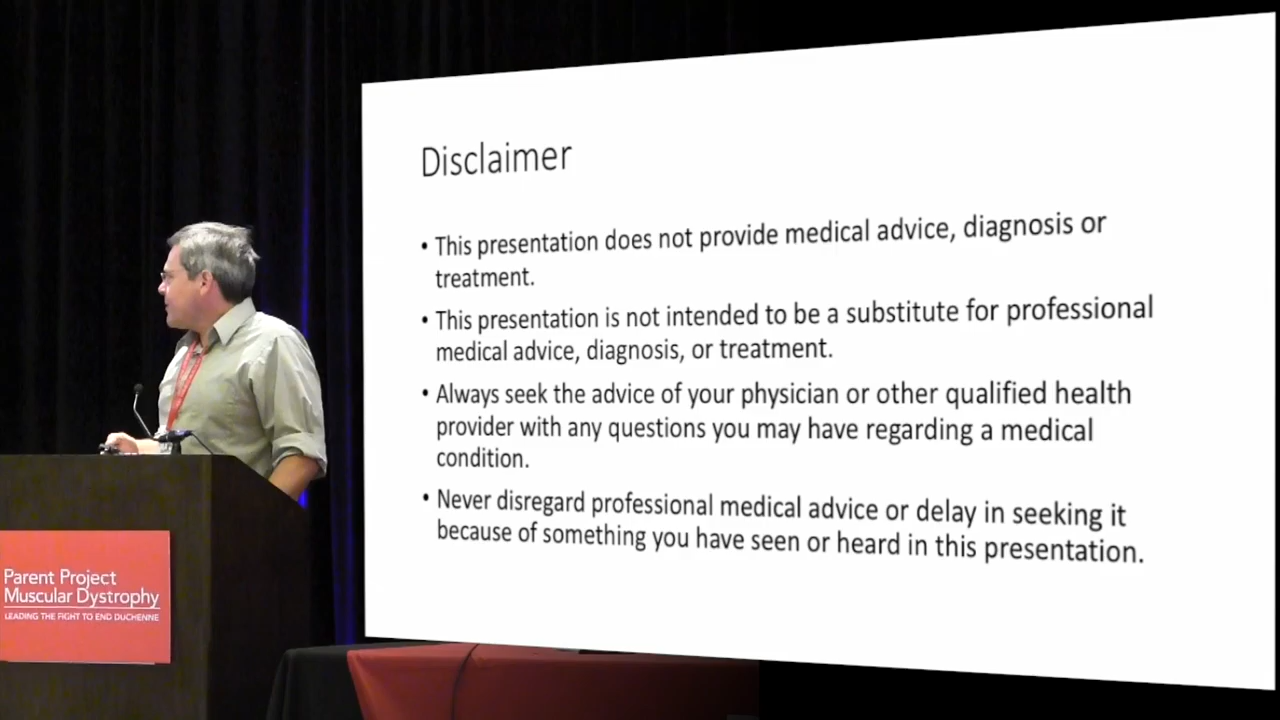 Disclaimer
• This presentation does not provide medical advice, diagnosis or
treatment.
• This presentation is not intended to be a substitute for professional
medical advice, diagnosis, or treatment.
• Always seek the advice of your physician or other qualified health
provider with any questions you may have regarding a medical
condition.
• Never disregard professional medical advice or delay in seeking it
because of something you have seen or heard in this presentation.
Parent Project
Muscular Dystrophy
LEADING THE FIGHT TO END DUCHENNE